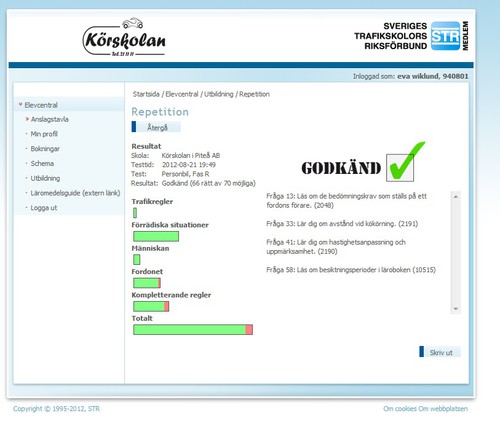 Körskolan
Tel. 21 11 11
SVERIGES
TRAFIKSKOLORS
RIKSFÖRBUND
STR
MEDLEM
Inloggad som: eva wiklund, 940801
Elevcentral
Anslagstavla
Min profil
Bokningar
Schema
Utbildning
Läromedelsguide (extern länk)
Logga ut
Startsida / Elevcentral / Utbildning / Repetition
Repetition
Återgå
Resultat
Skola: Körskolan i Piteå AB
Testtid: 2012-08-21 19:49
Test: Personbil, Fas R
Resultat: Godkänd (66 rätt av 70 möjliga)
Trafikregler
Förrädiska situationer
Människan
Fordonet
Kompletterande regler
Totalt
GODKÄND
Fråga 13: Läs om de bedömningskrav som ställs på ett
fordons förare. (2048)
Fråga 33: Lär dig om avstånd vid kökörning. (2191)
Fråga 41: Lär dig om hastighetsanpassning och
uppmärksamhet. (2190)
Fråga 58: Läs om besiktningsperioder i läroboken (10515)
Skriv ut
Copyright © 1995-2012, STR
Om cookies Om webbplatsen